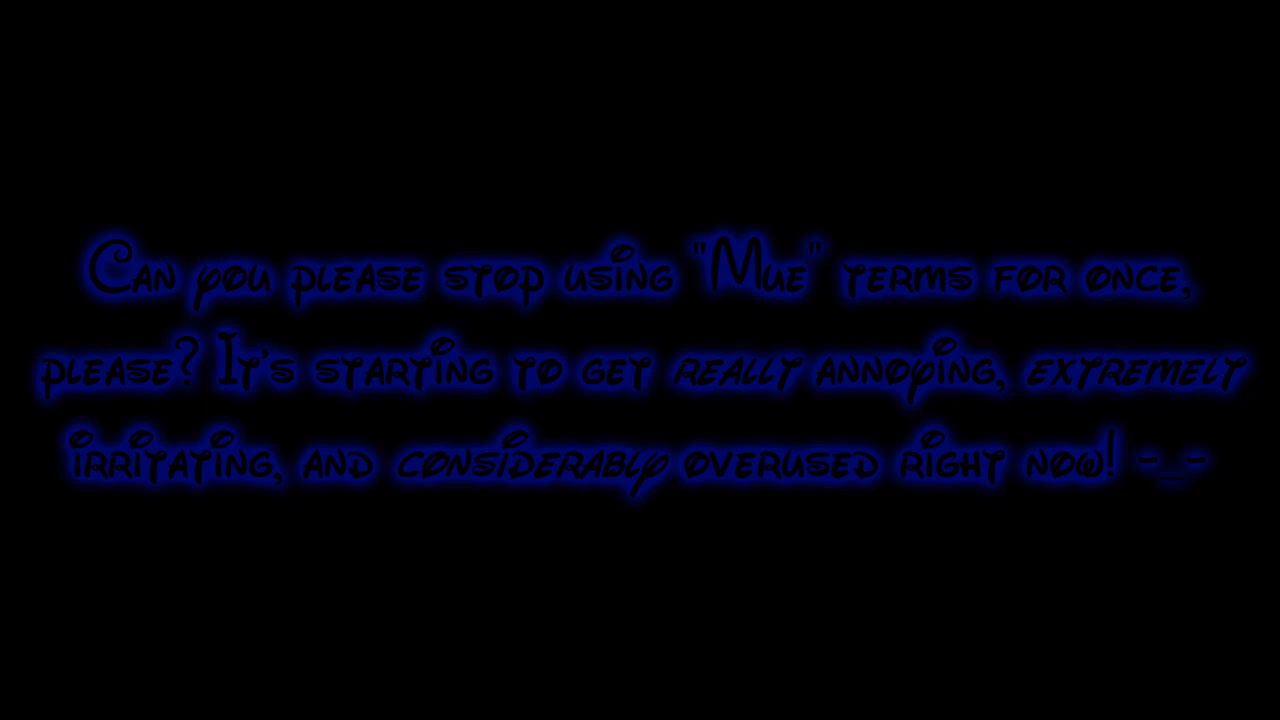 Can you please stop using "Mue" terms for once,
please? It's starting to get really annoying, extremely
irritating, and considerably overused right now! -_-